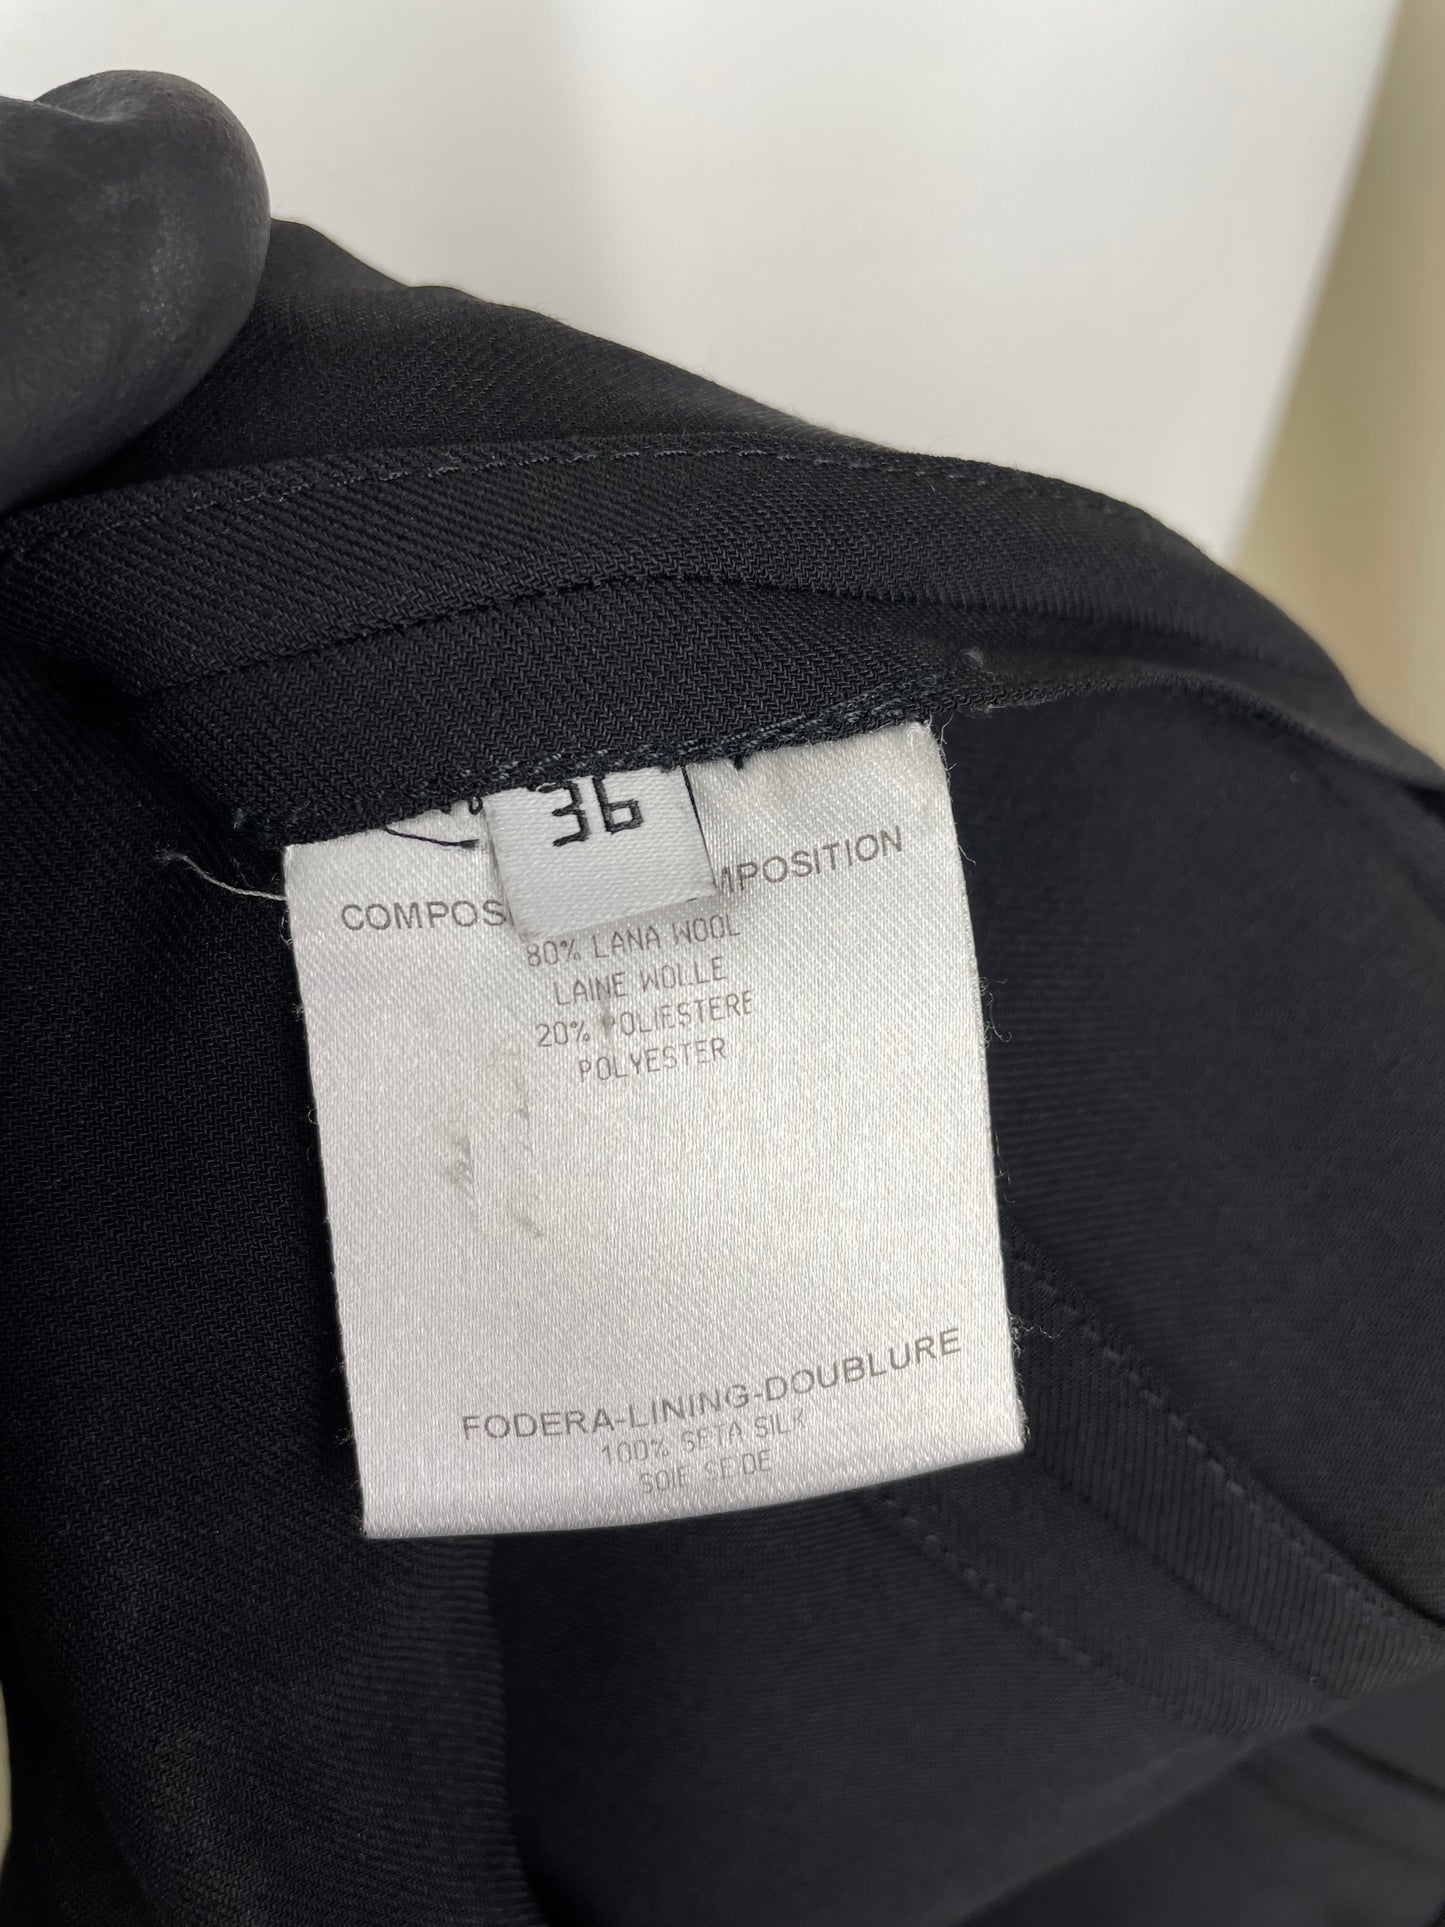 36
COMPOS MPOSITION
80% LANA WOOL
LAINE WOLLE
20% POLIESTERE
POLYESTER
FODERA-LINING-DOUBLURE
100% SETA SILK
SOIE SEIDE